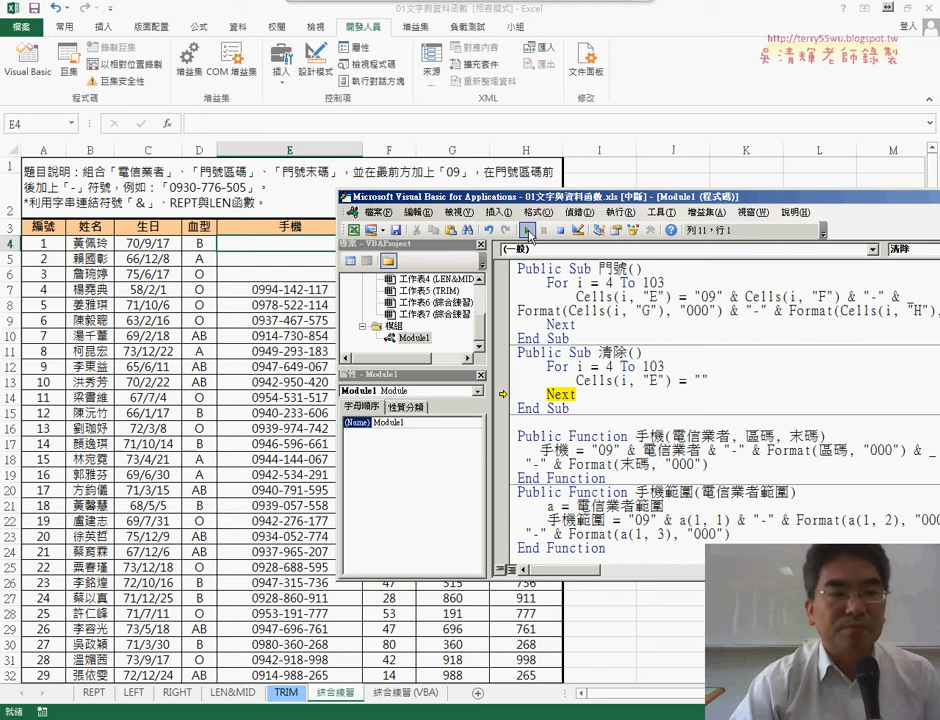 01文字與資料函數 [相容模式] - Excel
檔案 常用 插入 版面配置 公式 資料 校閱 檢視 開發人員 增益集 負載測試 小組 登入
http://terry55wu.blogspot.tw
吳清輝老師錄製
Visual Basic 巨集 錄製巨集 以相對位置錄製 巨集安全性
增益集 COM 增益集 插入 設計模式 屬性 檢視程式碼 執行對話方塊
來源 對應內容 擴充套件 重新整理資料 匯入 匯出 文件面板
程式碼 增益集 控制項 XML 修改
E4
A B C D E F G H I J K L M
1 題目說明：組合「電信業者」、「門號區碼」、「門號末碼」，並在最前方加上「09」，在門號區碼前
後加上「-」符號，例如：「0930-776-505」。
2 *利用字串連結符號「＆」、REPT與LEN函數。
3 編號 姓名 生日 血型 手機
4 1 黃佩玲 70/9/17 B
5 2 賴國彰 66/12/8 A
6 3 詹琬婷 75/6/17 O
7 4 楊堯典 58/2/1 O 0994-142-117
8 5 姜雅琪 71/10/6 O 0978-522-114
9 6 陳毅聰 63/2/16 O 0937-467-575
10 7 湯千蕙 69/2/18 AB 0914-730-854
11 8 柯昆宏 73/12/22 A 0949-293-183
12 9 李東益 65/6/11 AB 0947-649-067
13 10 洪秀芳 70/2/22 AB 0942-950-420
14 11 梁書維 67/7/4 O 0954-531-517
15 12 陳沅竹 66/1/17 B 0940-233-606
16 13 劉珈妤 72/3/8 O 0939-974-742
17 14 顏逸琪 71/10/14 B 0946-596-661
18 15 林宛霓 73/4/21 A 0944-144-067
19 16 郭雅芬 69/6/30 A 0942-534-291
20 17 方鈞儀 71/3/15 AB 0940-791-595
21 18 黃馨慧 58/5/5 B 0939-057-558
22 19 盧建志 69/7/31 O 0942-276-177
23 20 徐英哲 75/12/9 AB 0934-052-774
24 21 蔡育霖 67/12/6 AB 0937-965-207
25 22 粟春瑾 73/12/18 O 0928-688-595
26 23 李銘煌 72/10/16 B 0947-315-736 47 315 736
27 24 蔡以真 71/12/25 B 0928-860-911 28 860 911
28 25 許仁峰 71/7/11 O 0953-191-777 53 191 777
29 26 李容光 73/5/18 AB 0947-696-761 47 696 761
30 27 吳政穎 71/3/30 B 0980-360-268 80 360 268
31 28 溫媚茜 73/9/17 O 0942-918-998 42 918 998
32 29 張依雯 72/12/24 AB 0914-988-265 14 988 265
Microsoft Visual Basic for Applications - 01文字與資料函數.xls [中斷] - [Module1 (程式碼)]
檔案(F) 編輯(E) 檢視(V) 插入(I) 格式(O) 偵錯(D) 執行(R) 工具(T) 增益集(A) 視窗(W) 說明(H)
列 11, 行 1
專案 - VBAProject
工作表4 (LEN&MID
工作表5 (TRIM)
工作表6 (綜合練習
工作表7 (綜合練習
模組
Module1
屬性 - Module1
Module1 Module
字母順序 性質分類
(Name) Module1
(一般) 清除
Public Sub 門號()
For i = 4 To 103
Cells(i, "E") = "09" & Cells(i, "F") & "-" & _
Format(Cells(i, "G"), "000") & "-" & Format(Cells(i, "H"),
Next
End Sub
Public Sub 清除()
For i = 4 To 103
Cells(i, "E") = ""
Next
End Sub
Public Function 手機(電信業者, 區碼, 末碼)
手機 = "09" & 電信業者 & "-" & Format(區碼, "000") & _
"-" & Format(末碼, "000")
End Function
Public Function 手機範圍(電信業者範圍)
a = 電信業者範圍
手機範圍 = "09" & a(1, 1) & "-" & Format(a(1, 2), "000
"-" & Format(a(1, 3), "000")
End Function
REPT LEFT RIGHT LEN&MID TRIM 綜合練習 綜合練習 (VBA)
就緒